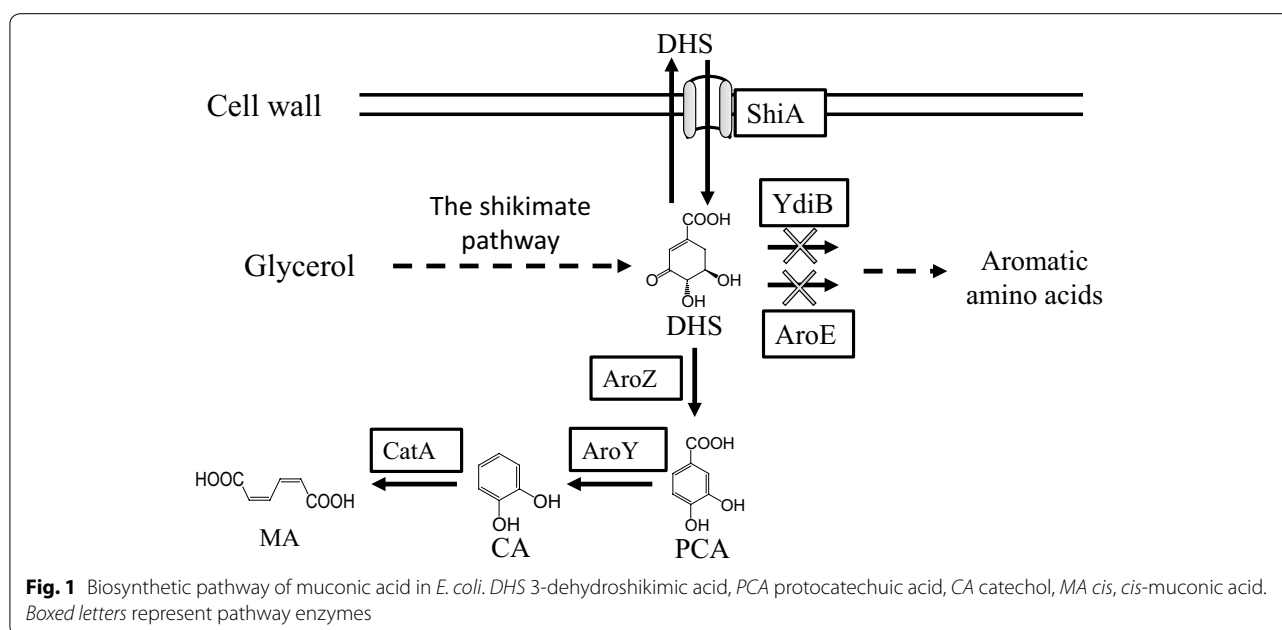 DHS
Cell wall
ShiA
The shikimate
pathway
COOH
YdiB
Glycerol
O
OH
OH
DHS
Aromatic
amino acids
AroE
AroZ
CatA
AroY
COOH
HOOC
COOH
OH
OH
OH
OH
MA
CA
PCA
Fig. 1 Biosynthetic pathway of muconic acid in E. coli. DHS 3-dehydroshikimic acid, PCA protocatechuic acid, CA catechol, MA cis, cis-muconic acid.
Boxed letters represent pathway enzymes